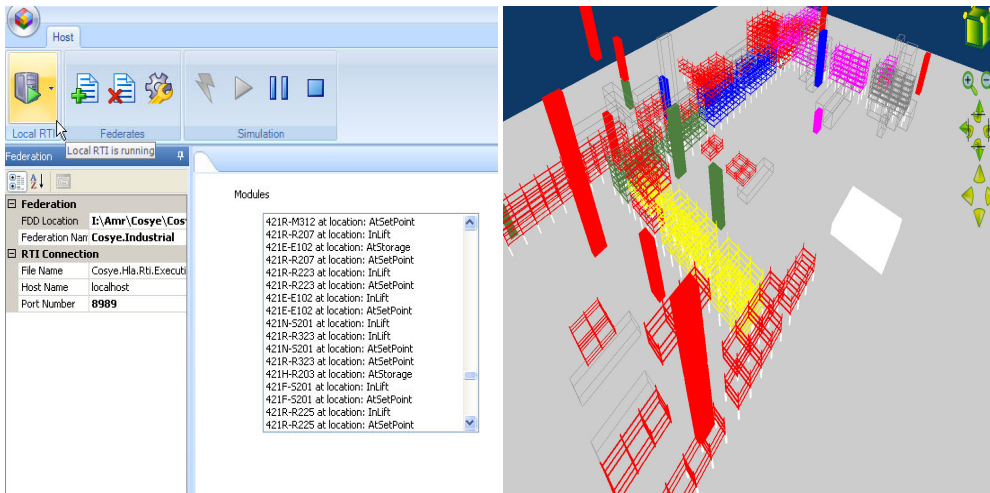 Host
Local RTI
Federates
Simulation
Local RTI is running
Federation
Federation
FDD Location I:\Amr\Cosye\Cos
Federation Nan Cosye.Industrial
RTI Connection
File Name Cosye.Hla.Rti.Executi
Host Name localhost
Port Number 8989
Modules
421R-M312 at location: AtSetPoint
421R-R207 at location: InLift
421E-E102 at location: AtStorage
421R-R207 at location: AtSetPoint
421R-R223 at location: InLift
421R-R223 at location: AtSetPoint
421E-E102 at location: InLift
421E-E102 at location: AtSetPoint
421N-S201 at location: InLift
421R-R323 at location: InLift
421N-S201 at location: AtSetPoint
421R-R323 at location: AtSetPoint
421H-R203 at location: AtStorage
421F-S201 at location: InLift
421F-S201 at location: AtSetPoint
421R-R225 at location: InLift
421R-R225 at location: AtSetPoint